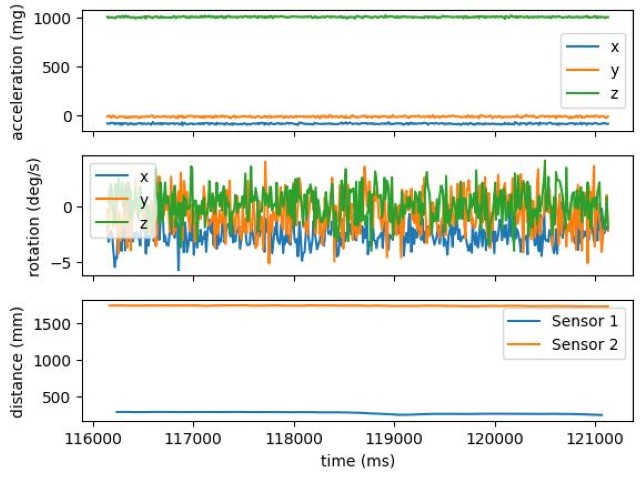 acceleration (mg)
1000
500
0
x
y
z
rotation (deg/s)
0
−5
x
y
z
distance (mm)
1500
1000
500
Sensor 1
Sensor 2
116000 117000 118000 119000 120000 121000
time (ms)